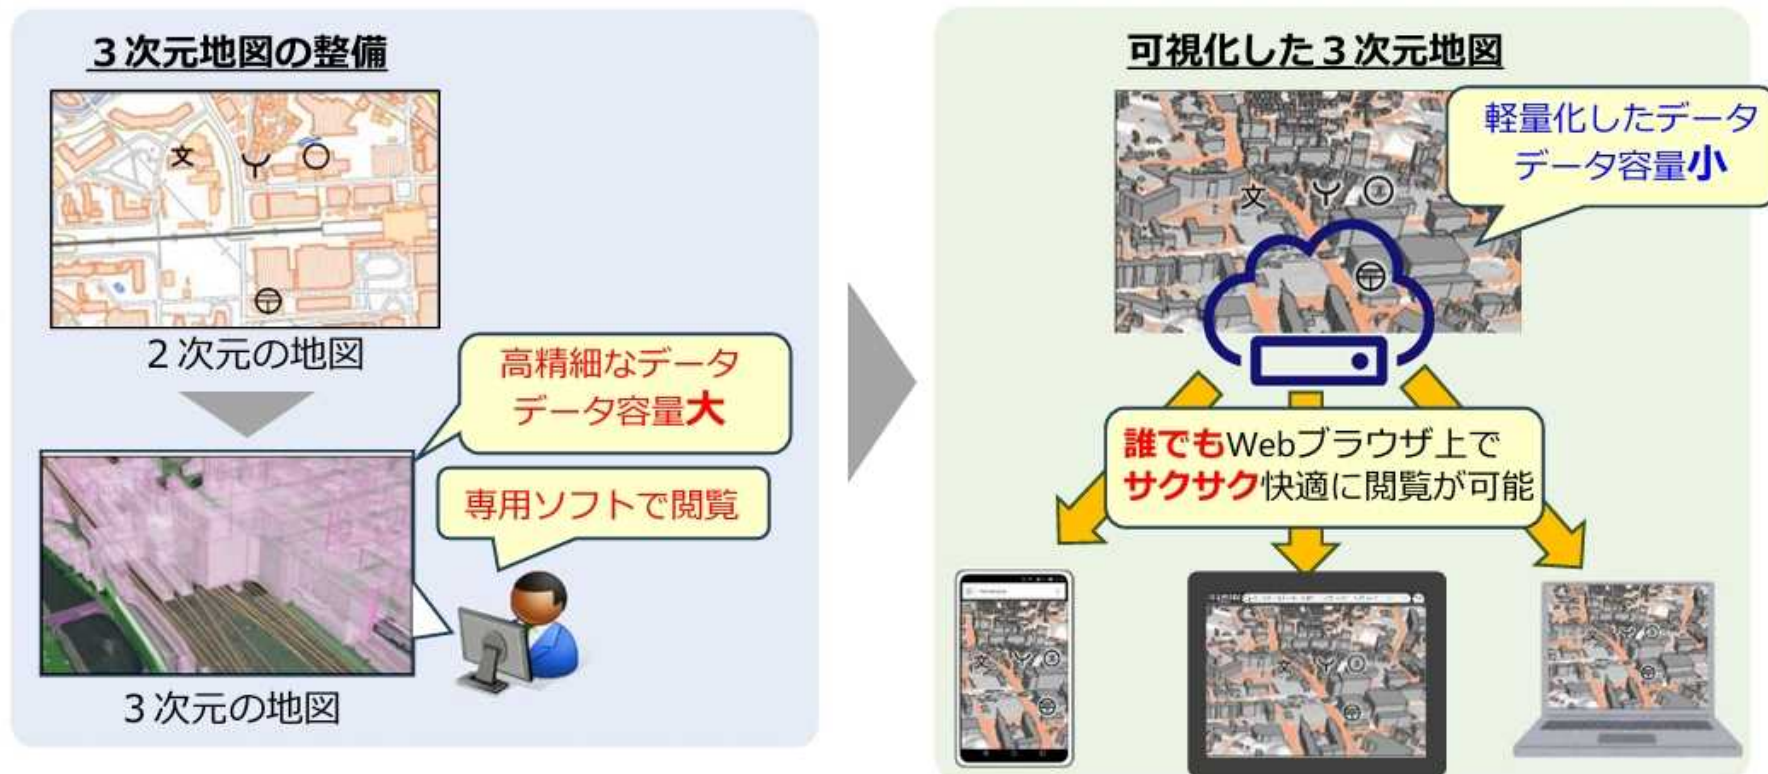 ３次元地図の整備
文
２次元の地図
高精細なデータ
データ容量大
専用ソフトで閲覧
３次元の地図
可視化した３次元地図
軽量化したデータ
データ容量小
文
誰でもWebブラウザ上で
サクサク快適に閲覧が可能
文
文